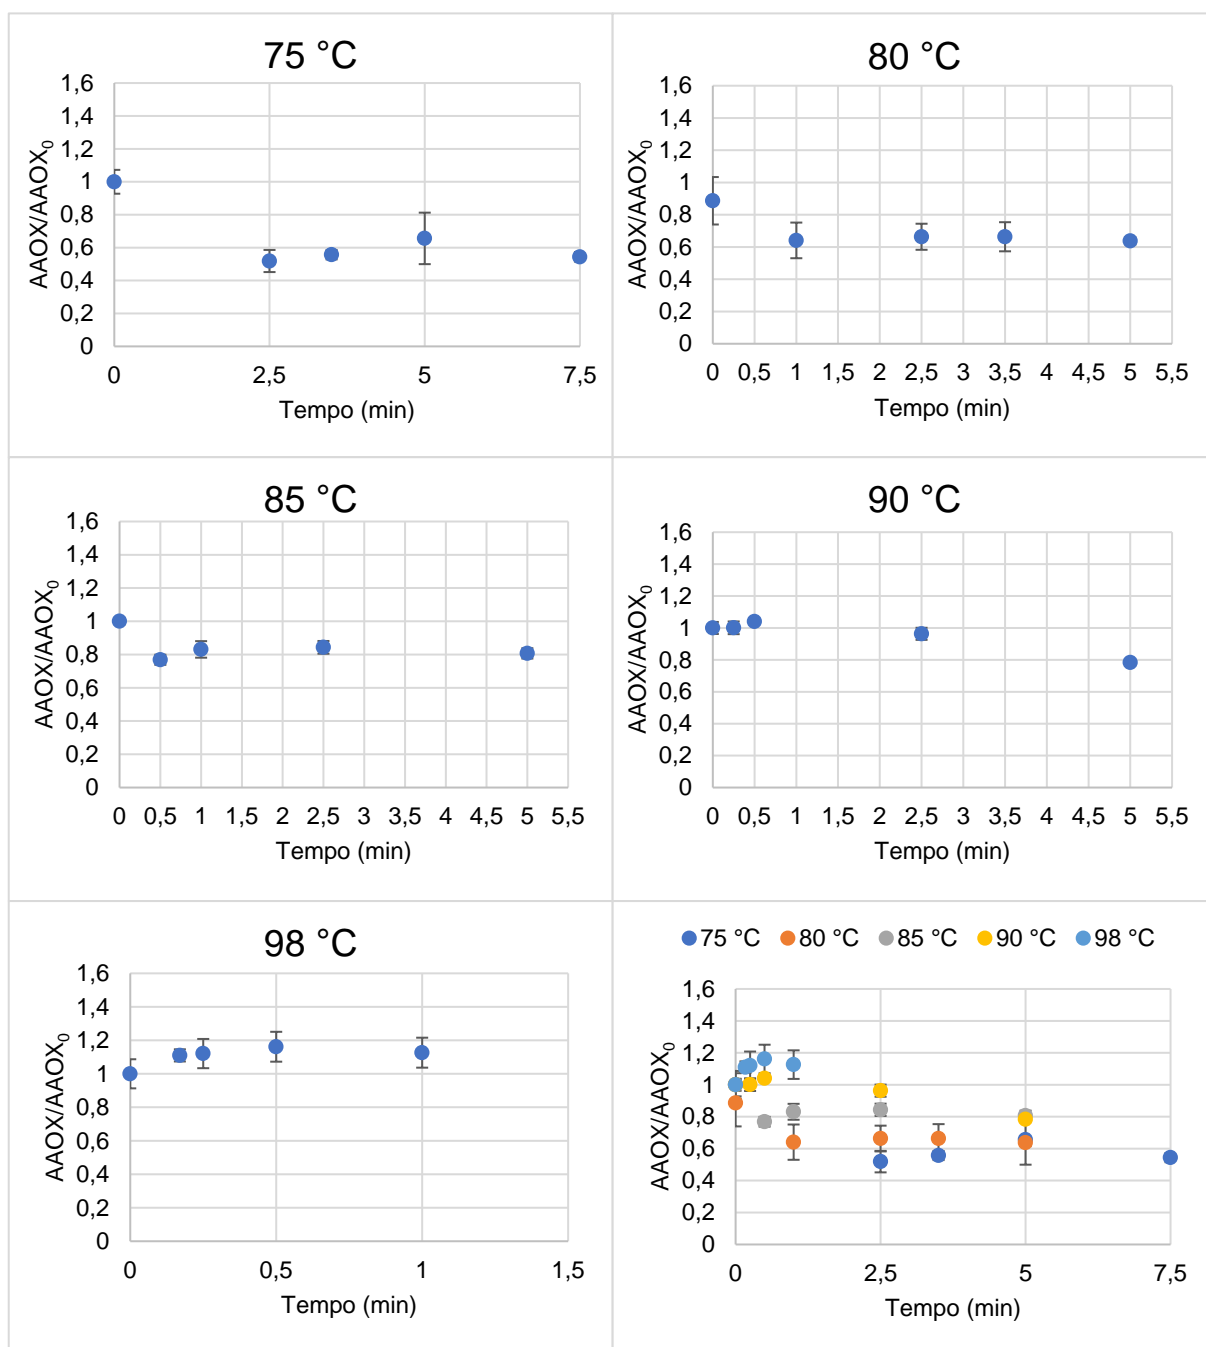 75 °C
1,6
1,4
1,2
1
0,8
0,6
0,4
0,2
0
AAOX/AAOX₀
0 2,5 5 7,5
Tempo (min)
80 °C
1,6
1,4
1,2
1
0,8
0,6
0,4
0,2
0
AAOX/AAOX₀
0 0,5 1 1,5 2 2,5 3 3,5 4 4,5 5 5,5
Tempo (min)
85 °C
1,6
1,4
1,2
1
0,8
0,6
0,4
0,2
0
AAOX/AAOX₀
0 0,5 1 1,5 2 2,5 3 3,5 4 4,5 5 5,5
Tempo (min)
90 °C
1,6
1,4
1,2
1
0,8
0,6
0,4
0,2
0
AAOX/AAOX₀
0 0,5 1 1,5 2 2,5 3 3,5 4 4,5 5 5,5
Tempo (min)
98 °C
1,6
1,4
1,2
1
0,8
0,6
0,4
0,2
0
AAOX/AAOX₀
0 0,5 1 1,5
Tempo (min)
75 °C 80 °C 85 °C 90 °C 98 °C
1,6
1,4
1,2
1
0,8
0,6
0,4
0,2
0
AAOX/AAOX₀
0 2,5 5 7,5
Tempo (min)